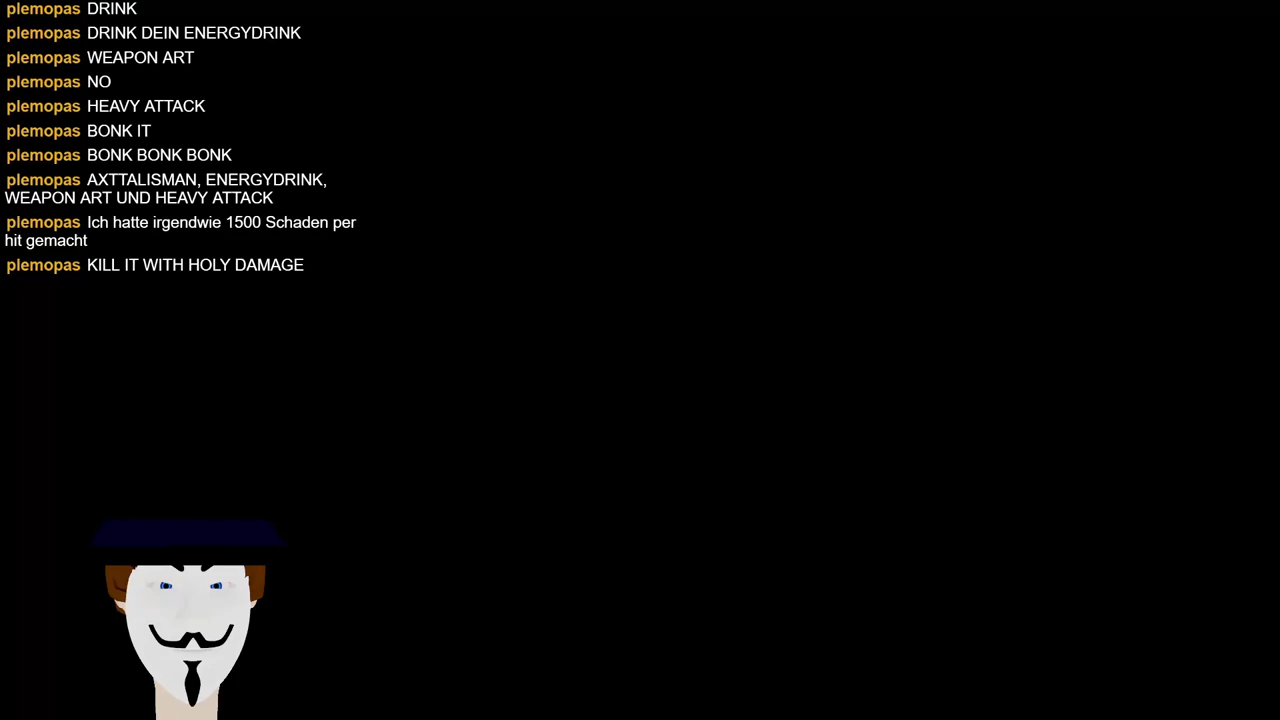 plemopas DRINK
plemopas DRINK DEIN ENERGYDRINK
plemopas WEAPON ART
plemopas NO
plemopas HEAVY ATTACK
plemopas BONK IT
plemopas BONK BONK BONK
plemopas AXTTALISMAN, ENERGYDRINK,
WEAPON ART UND HEAVY ATTACK
plemopas Ich hatte irgendwie 1500 Schaden per
hit gemacht
plemopas KILL IT WITH HOLY DAMAGE